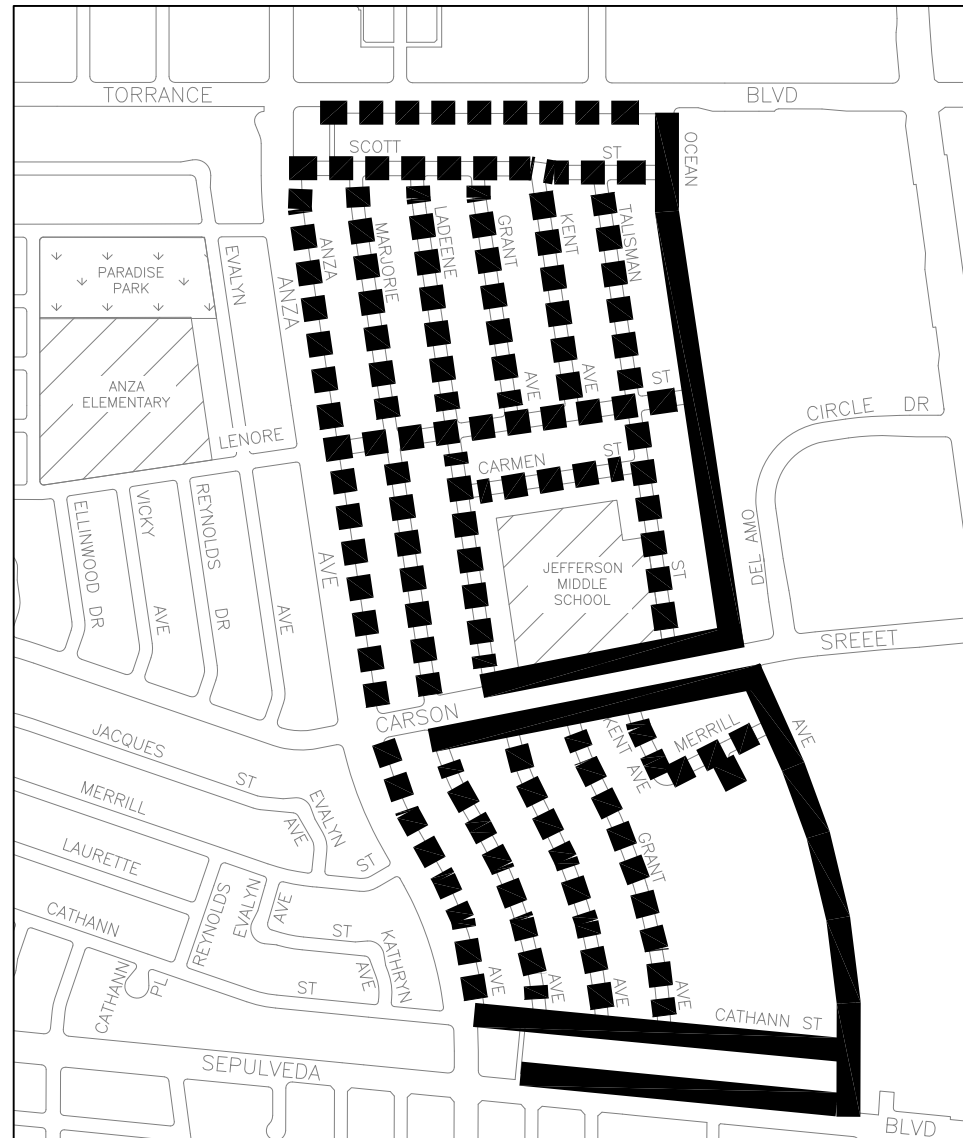 TORRANCE
BLVD
SCOTT
ST
OCEAN
ANZA
MARJORIE
LADEENE
GRANT
KENT
TALISMAN
EVALYN
ANZA
PARADISE
PARK
ANZA
ELEMENTARY
LENORE
AVE
AVE
ST
CIRCLE DR
CARMEN
ST
ELLINWOOD DR
VICKY
AVE
REYNOLDS
DR
AVE
AVE
JEFFERSON
MIDDLE
SCHOOL
ST
DEL AMO
SREEET
CARSON
JACQUES
ST
MERRILL
EVALYN
AVE
ST
LAURETTE
KENT AVE
MERRILL
AVE
GRANT
CATHANN
REYNOLDS
EVALYN
AVE
ST
KATHRYN
AVE
CATHANN
PL
ST
AVE
AVE
AVE
AVE
CATHANN ST
SEPULVEDA
BLVD